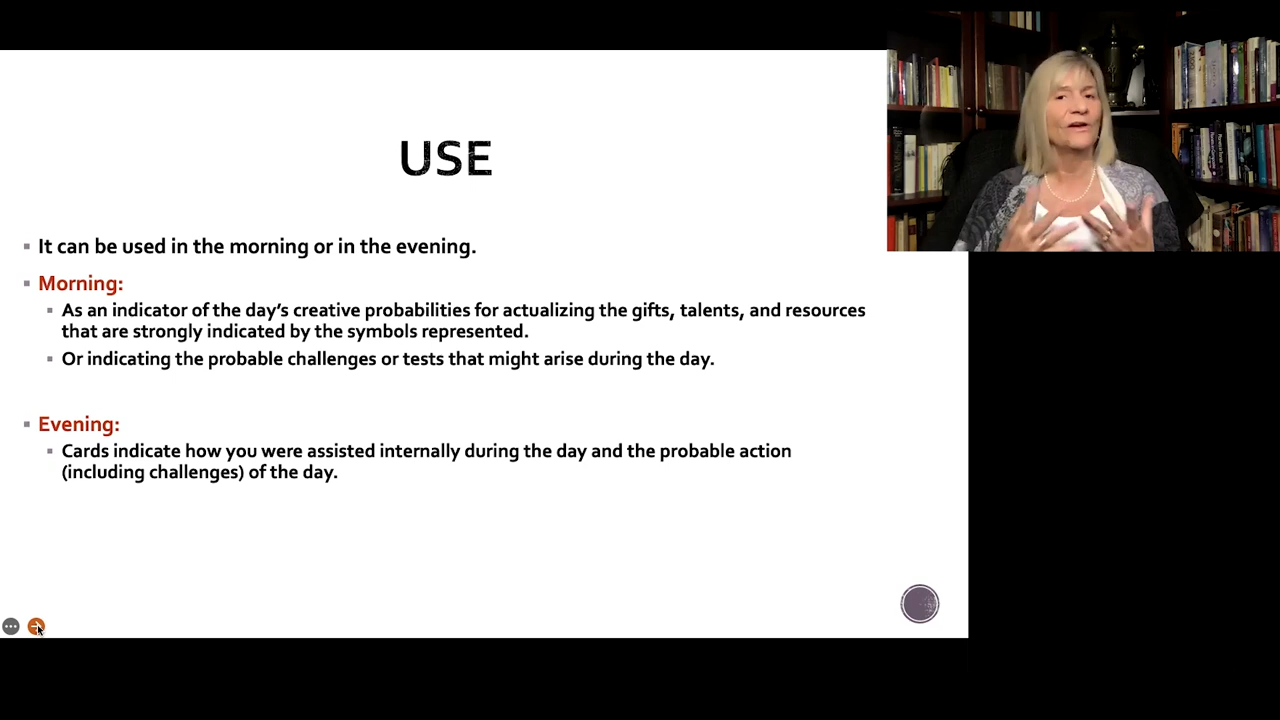 USE
It can be used in the morning or in the evening.
Morning:
As an indicator of the day's creative probabilities for actualizing the gifts, talents, and resources
that are strongly indicated by the symbols represented.
Or indicating the probable challenges or tests that might arise during the day.
Evening:
Cards indicate how you were assisted internally during the day and the probable action
(including challenges) of the day.